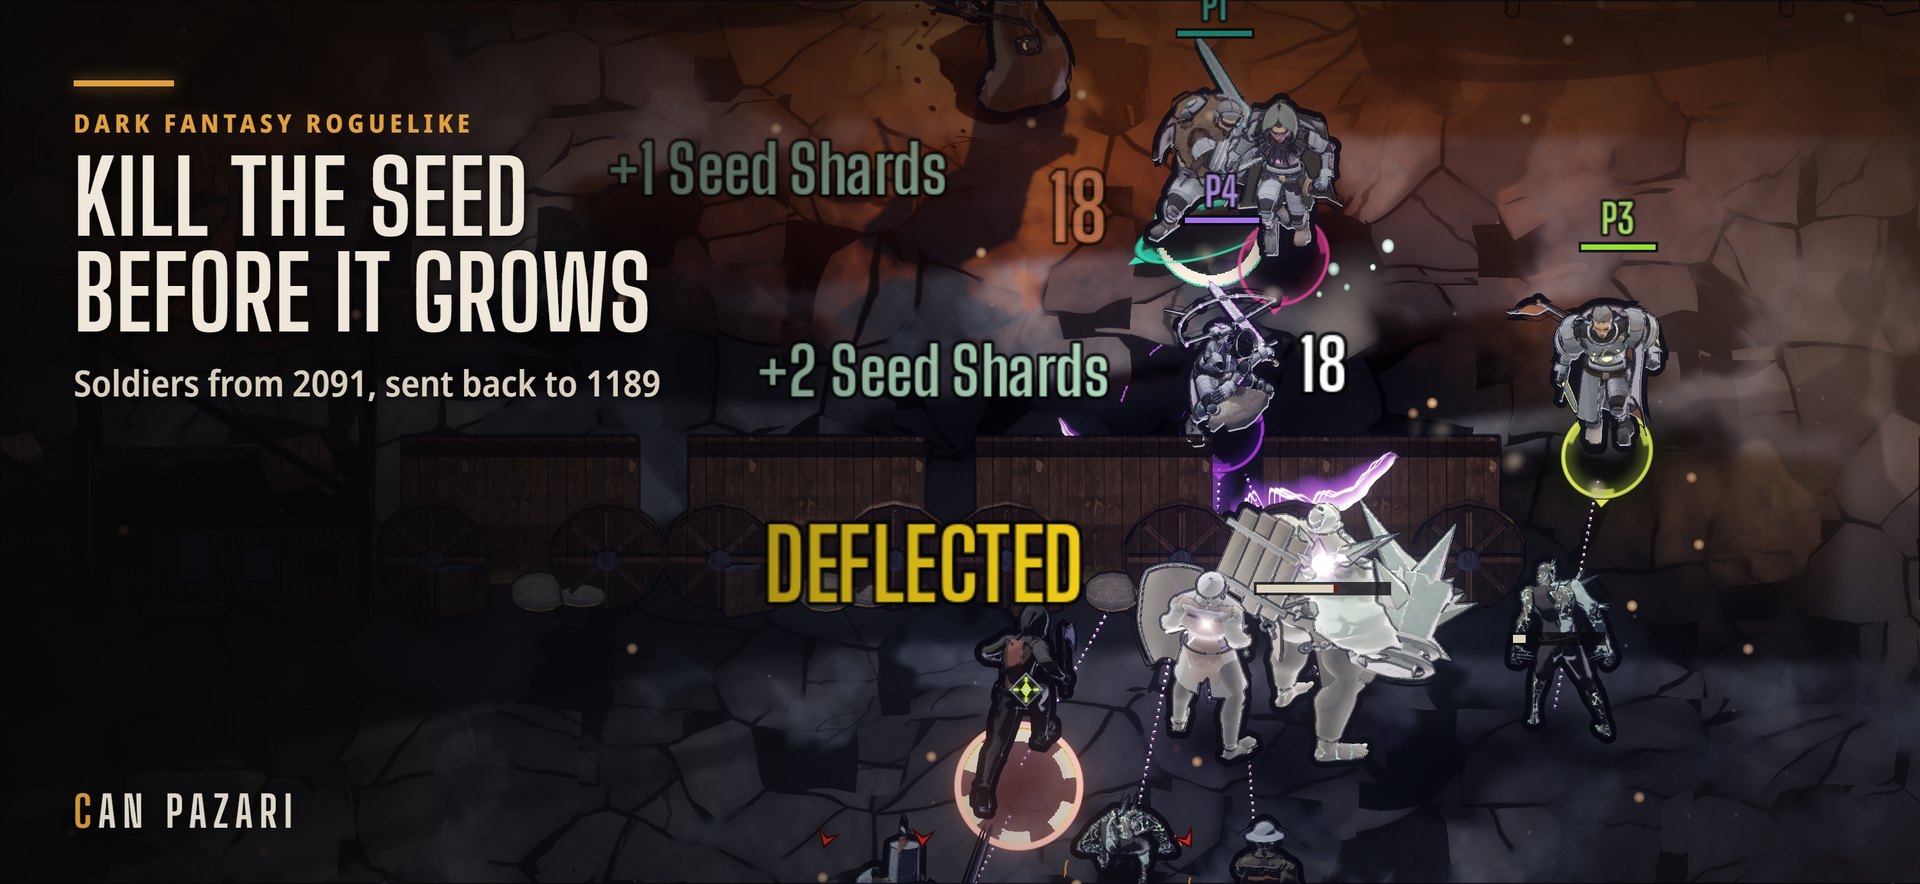 DARK FANTASY ROGUELIKE
KILL THE SEED
BEFORE IT GROWS
Soldiers from 2091, sent back to 1189
P1
+1 Seed Shards
18
P4
P3
+2 Seed Shards
18
DEFLECTED
CAN PAZARI